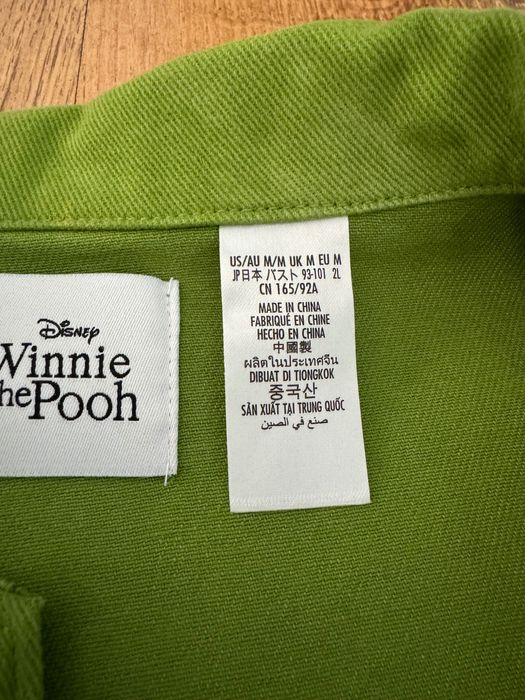 Disney
Winnie
the Pooh
US/AU M/M UK M EU M
JP日本 バスト 93-101 2L
CN 165/92A
MADE IN CHINA
FABRIQUÉ EN CHINE
HECHO EN CHINA
中國製
ผลิตในประเทศจีน
DIBUAT DI TIONGKOK
중국산
SẢN XUẤT TẠI TRUNG QUỐC
صنع في الصين